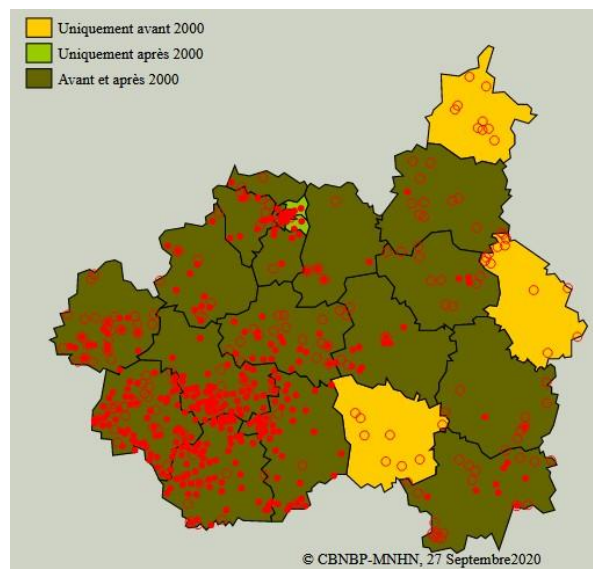 Uniquement avant 2000
Uniquement après 2000
Avant et après 2000
© CBNBP-MNHN, 27 Septembre2020